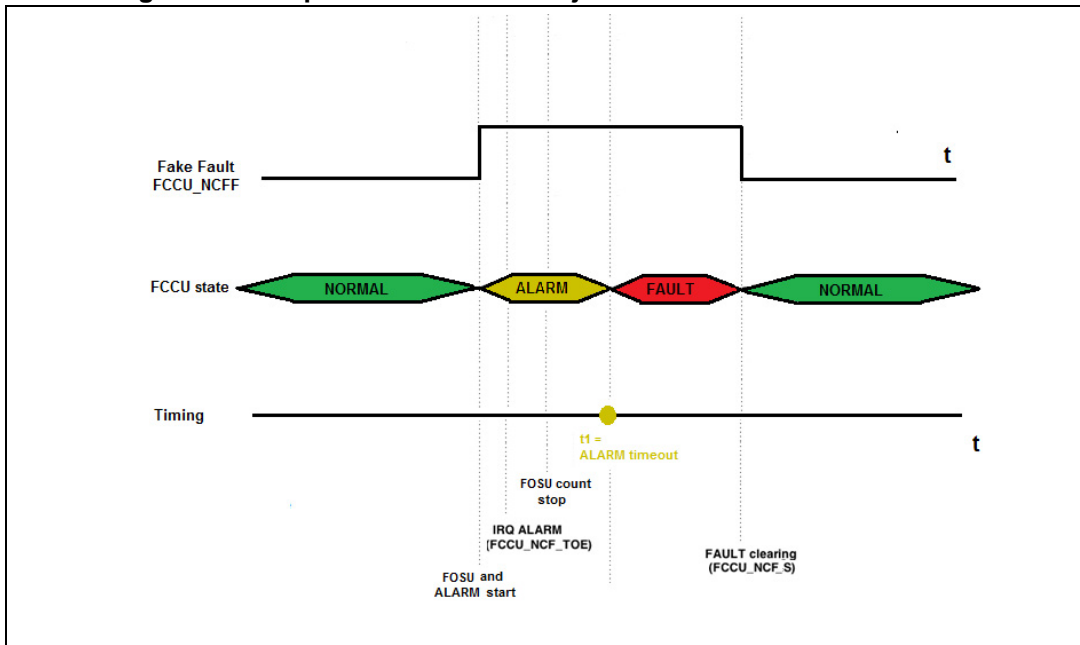 Fake Fault
FCCU_NCFF
t
FCCU state
NORMAL
ALARM
FAULT
NORMAL
Timing
t
t1 =
ALARM timeout
FOSU count
stop
IRQ ALARM
(FCCU_NCF_TOE)
FAULT clearing
(FCCU_NCF_S)
FOSU and
ALARM start